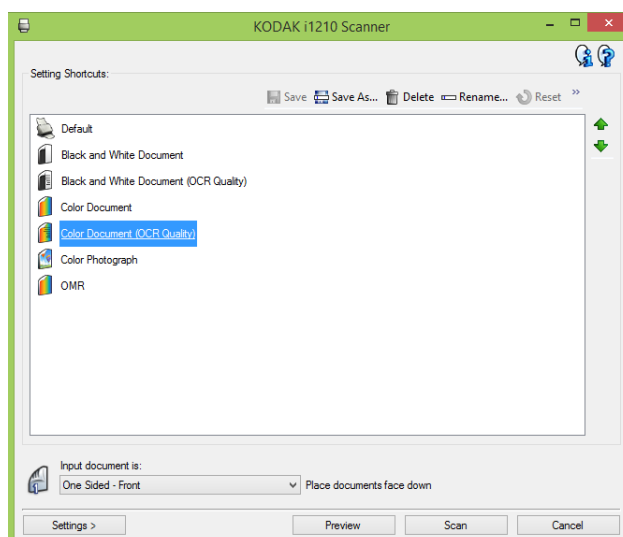 KODAK i1210 Scanner
Setting Shortcuts:
Save Save As... Delete Rename... Reset »
Default
Black and White Document
Black and White Document (OCR Quality)
Color Document
Color Document (OCR Quality)
Color Photograph
OMR
Input document is:
One Sided - Front Place documents face down
Settings > Preview Scan Cancel